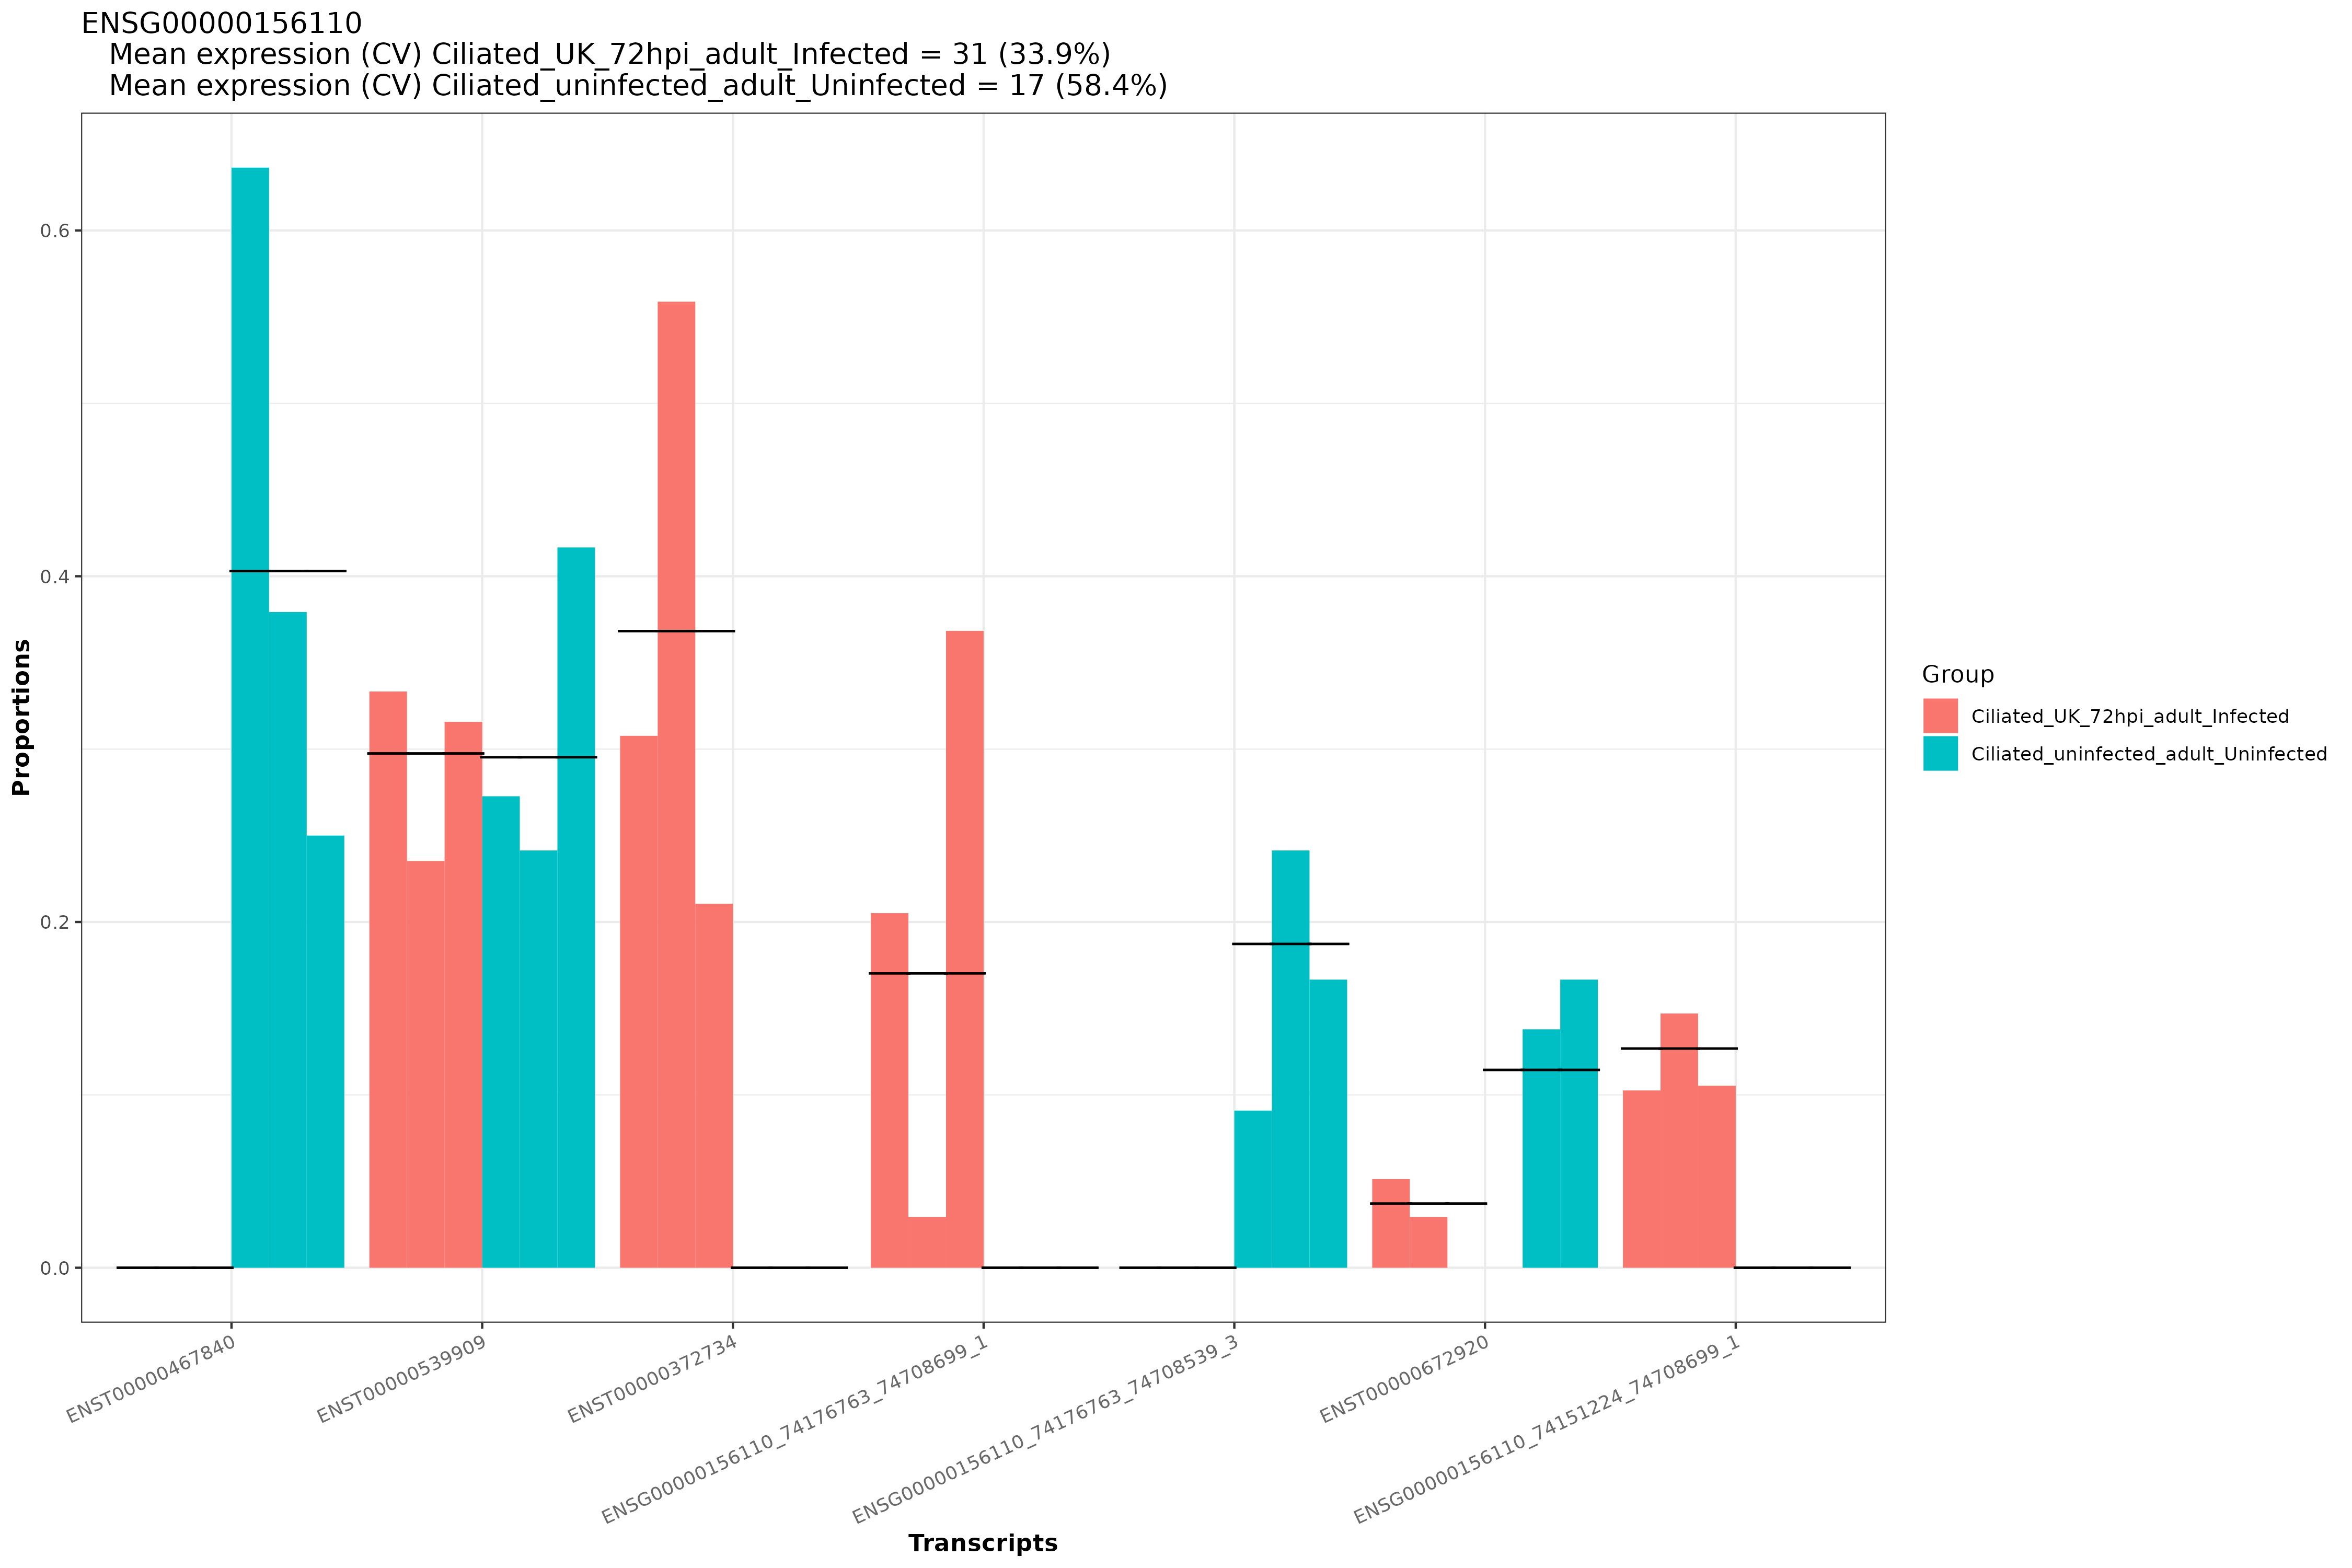 ENSG00000156110
Mean expression (CV) Ciliated_UK_72hpi_adult_Infected = 31 (33.9%)
Mean expression (CV) Ciliated_uninfected_adult_Uninfected = 17 (58.4%)
Proportions
0.6
0.4
0.2
0.0
ENST00000467840
ENST00000539909
ENST00000372734
ENSG00000156110_74176763_74708699_1
ENSG00000156110_74176763_74708539_3
ENST00000672920
ENSG00000156110_74151224_74708699_1
Transcripts
Group
Ciliated_UK_72hpi_adult_Infected
Ciliated_uninfected_adult_Uninfected